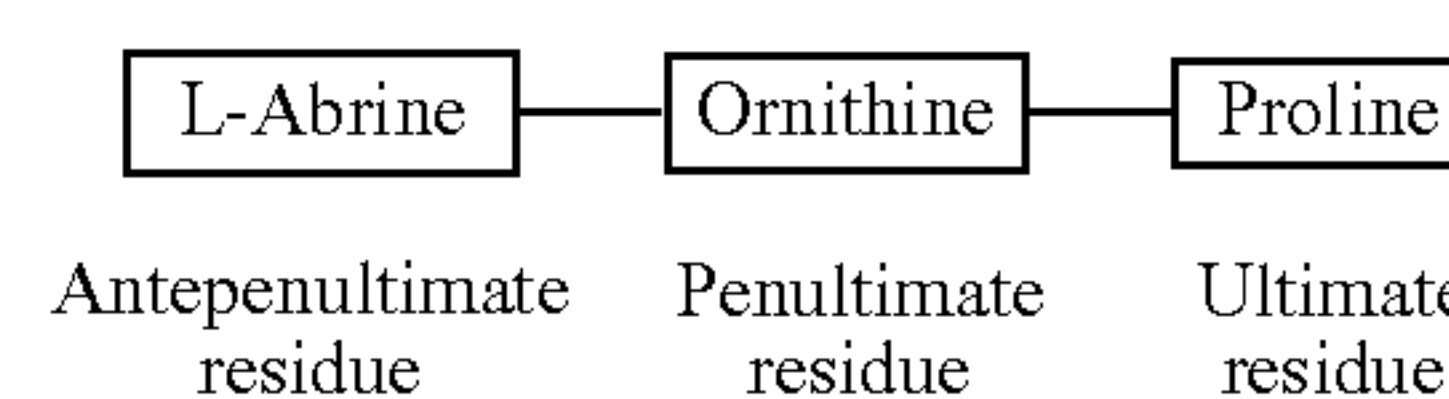 L-Abrine Ornithine Proline
Antepenultimate Penultimate Ultimate
residue residue residue